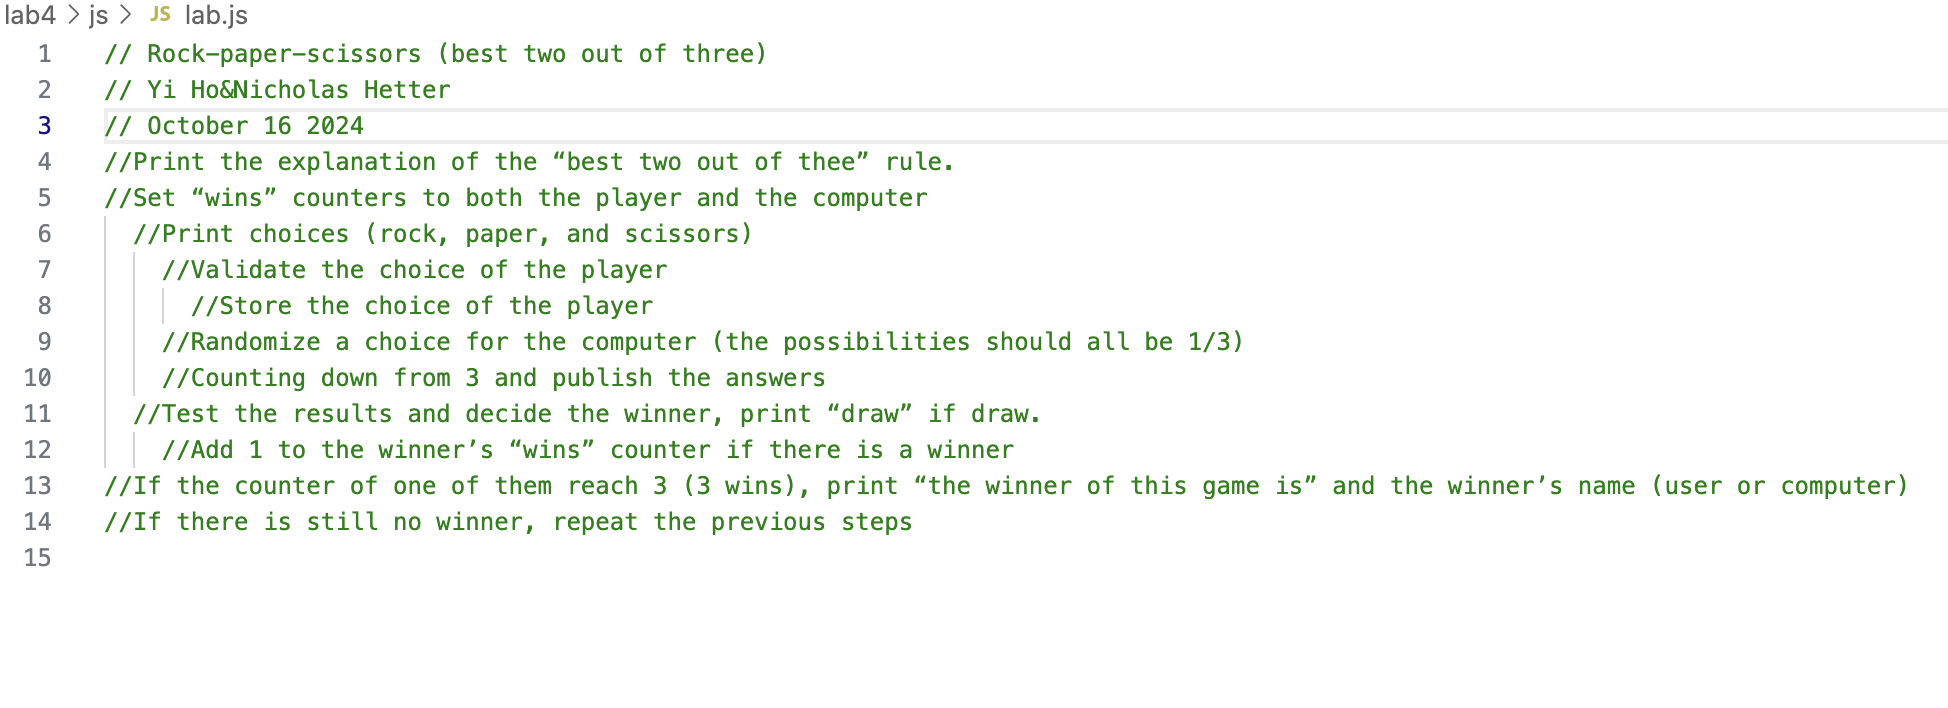 lab4 > js > JS lab.js
1 // Rock-paper-scissors (best two out of three)
2 // Yi Ho&Nicholas Hetter
3 // October 16 2024
4 //Print the explanation of the “best two out of thee” rule.
5 //Set “wins” counters to both the player and the computer
6 //Print choices (rock, paper, and scissors)
7 //Validate the choice of the player
8 //Store the choice of the player
9 //Randomize a choice for the computer (the possibilities should all be 1/3)
10 //Counting down from 3 and publish the answers
11 //Test the results and decide the winner, print “draw” if draw.
12 //Add 1 to the winner’s “wins” counter if there is a winner
13 //If the counter of one of them reach 3 (3 wins), print “the winner of this game is” and the winner’s name (user or computer)
14 //If there is still no winner, repeat the previous steps
15